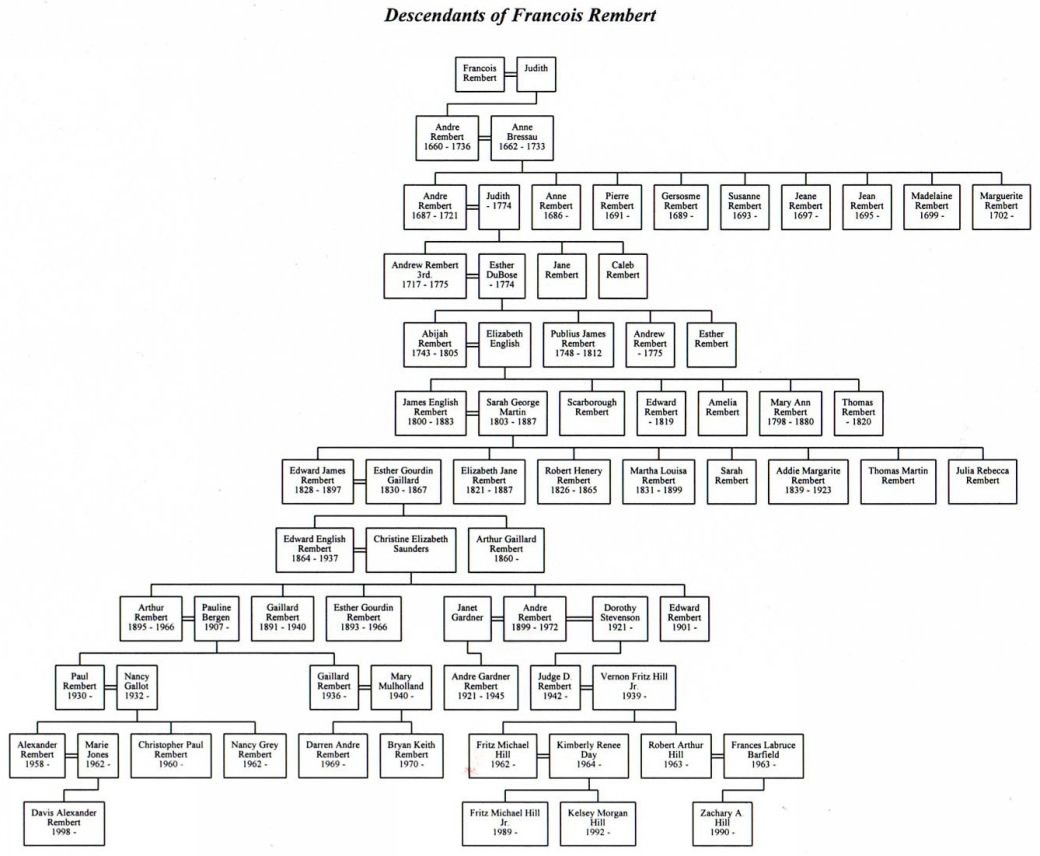 Descendants of Francois Rembert
Francois
Rembert
Judith
Andre
Rembert
1660 - 1736
Anne
Bressau
1662 - 1733
Andre
Rembert
1687 - 1721
Judith
- 1774
Anne
Rembert
1686 -
Pierre
Rembert
1691 -
Gersosme
Rembert
1689 -
Susanne
Rembert
1693 -
Jeane
Rembert
1697 -
Jean
Rembert
1695 -
Madelaine
Rembert
1699 -
Marguerite
Rembert
1702 -
Andrew Rembert
3rd.
1717 - 1775
Esther
DuBose
- 1774
Jane
Rembert
Caleb
Rembert
Abijah
Rembert
1743 - 1805
Elizabeth
English
Publius James
Rembert
1748 - 1812
Andrew
Rembert
- 1775
Esther
Rembert
James English
Rembert
1800 - 1883
Sarah George
Martin
1803 - 1887
Scarborough
Rembert
Edward
Rembert
- 1819
Amelia
Rembert
Mary Ann
Rembert
1798 - 1880
Thomas
Rembert
- 1820
Edward James
Rembert
1828 - 1897
Esther Gourdin
Gaillard
1830 - 1867
Elizabeth Jane
Rembert
1821 - 1887
Robert Henery
Rembert
1826 - 1865
Martha Louisa
Rembert
1831 - 1899
Sarah
Rembert
Addie Margarite
Rembert
1839 - 1923
Thomas Martin
Rembert
Julia Rebecca
Rembert
Edward English
Rembert
1864 - 1937
Christine Elizabeth
Saunders
Arthur Gaillard
Rembert
1860 -
Arthur
Rembert
1895 - 1966
Pauline
Bergen
1907 -
Gaillard
Rembert
1891 - 1940
Esther Gourdin
Rembert
1893 - 1966
Janet
Gardner
Andre
Rembert
1899 - 1972
Dorothy
Stevenson
1921 -
Edward
Rembert
1901 -
Paul
Rembert
1930 -
Nancy
Gallot
1932 -
Gaillard
Rembert
1936 -
Mary
Mulholland
1940 -
Andre Gardner
Rembert
1921 - 1945
Judge D.
Rembert
1942 -
Vernon Fritz Hill
Jr.
1939 -
Alexander
Rembert
1958 -
Marie
Jones
1962 -
Christopher Paul
Rembert
1960 -
Nancy Grey
Rembert
1962 -
Darren Andre
Rembert
1969 -
Bryan Keith
Rembert
1970 -
Fritz Michael
Hill
1962 -
Kimberly Renee
Day
1964 -
Robert Arthur
Hill
1963 -
Frances Labruce
Barfield
1963 -
Davis Alexander
Rembert
1998 -
Fritz Michael Hill
Jr.
1989 -
Kelsey Morgan
Hill
1992 -
Zachary A.
Hill
1990 -